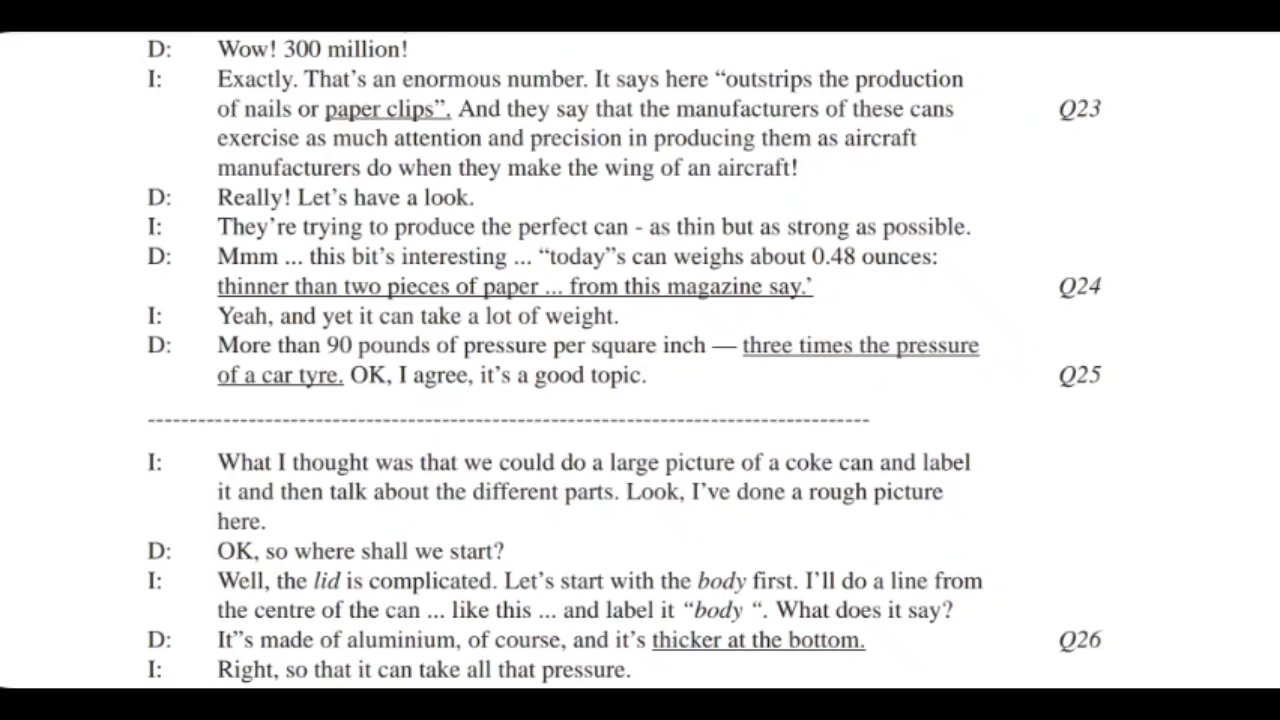 D: Wow! 300 million!
I: Exactly. That's an enormous number. It says here “outstrips the production
of nails or paper clips”. And they say that the manufacturers of these cans Q23
exercise as much attention and precision in producing them as aircraft
manufacturers do when they make the wing of an aircraft!
D: Really! Let's have a look.
I: They're trying to produce the perfect can - as thin but as strong as possible.
D: Mmm ... this bit's interesting ... “today”s can weighs about 0.48 ounces:
thinner than two pieces of paper ... from this magazine say.’ Q24
I: Yeah, and yet it can take a lot of weight.
D: More than 90 pounds of pressure per square inch — three times the pressure
of a car tyre. OK, I agree, it's a good topic. Q25
--------------------------------------------------------------------------------------
I: What I thought was that we could do a large picture of a coke can and label
it and then talk about the different parts. Look, I've done a rough picture
here.
D: OK, so where shall we start?
I: Well, the lid is complicated. Let's start with the body first. I'll do a line from
the centre of the can ... like this ... and label it “body “. What does it say?
D: It”s made of aluminium, of course, and it's thicker at the bottom. Q26
I: Right, so that it can take all that pressure.